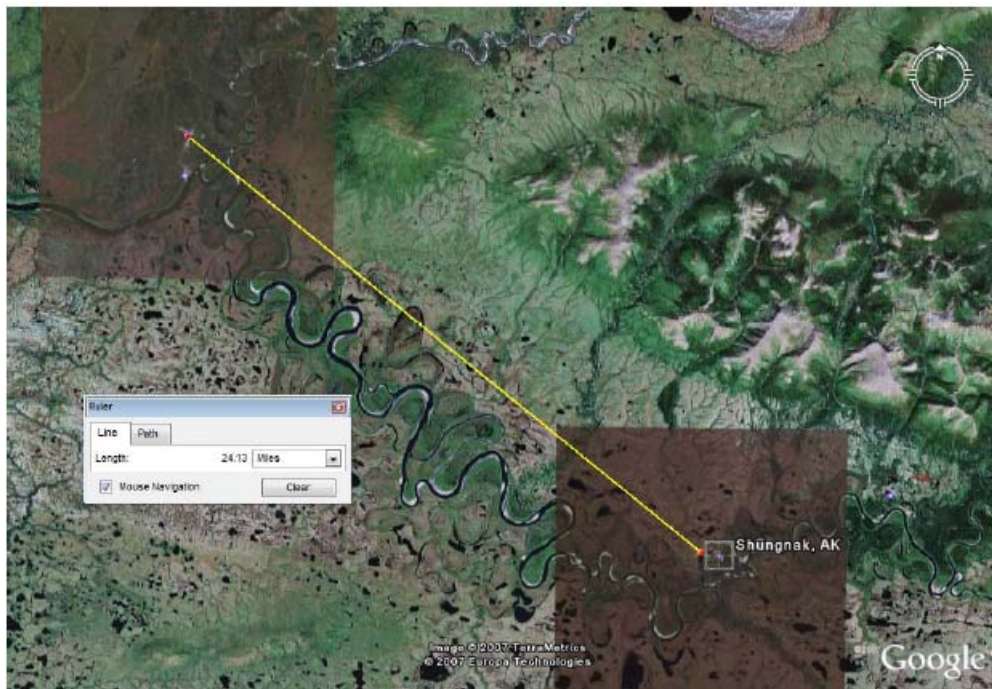 N
Ruler
Line Path
Length: 24.13 Miles
Mouse Navigation Clear
Shungnak, AK
Image © 2007 TerraMetrics
© 2007 Europa Technologies
Google